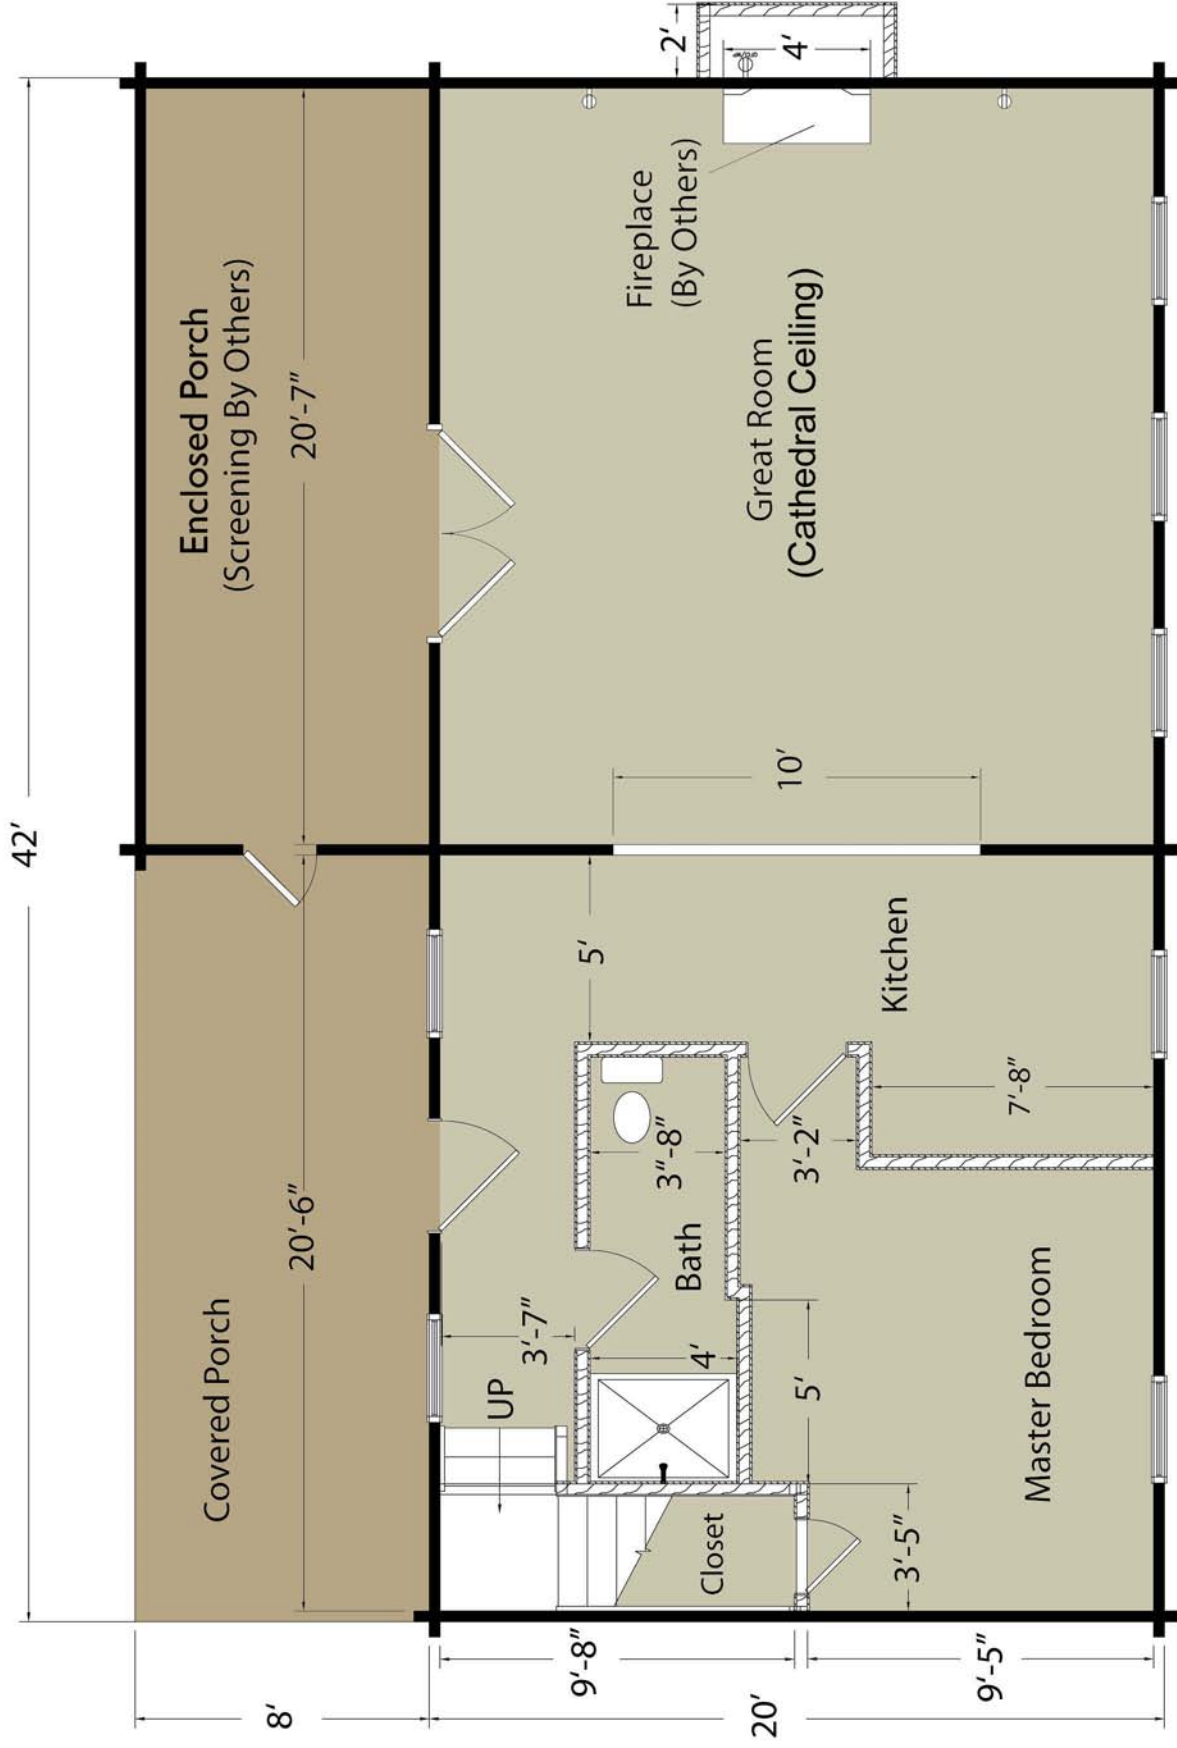 42'
8'
20'
9'-8"
9'-5"
Covered Porch
20'-6"
Enclosed Porch
(Screening By Others)
20'-7"
UP
3'-7"
5'
Bath
3"-8"
4'
3'-2"
5'
Closet
3'-5"
Master Bedroom
7'-8"
Kitchen
10'
Great Room
(Cathedral Ceiling)
Fireplace
(By Others)
2'
4'